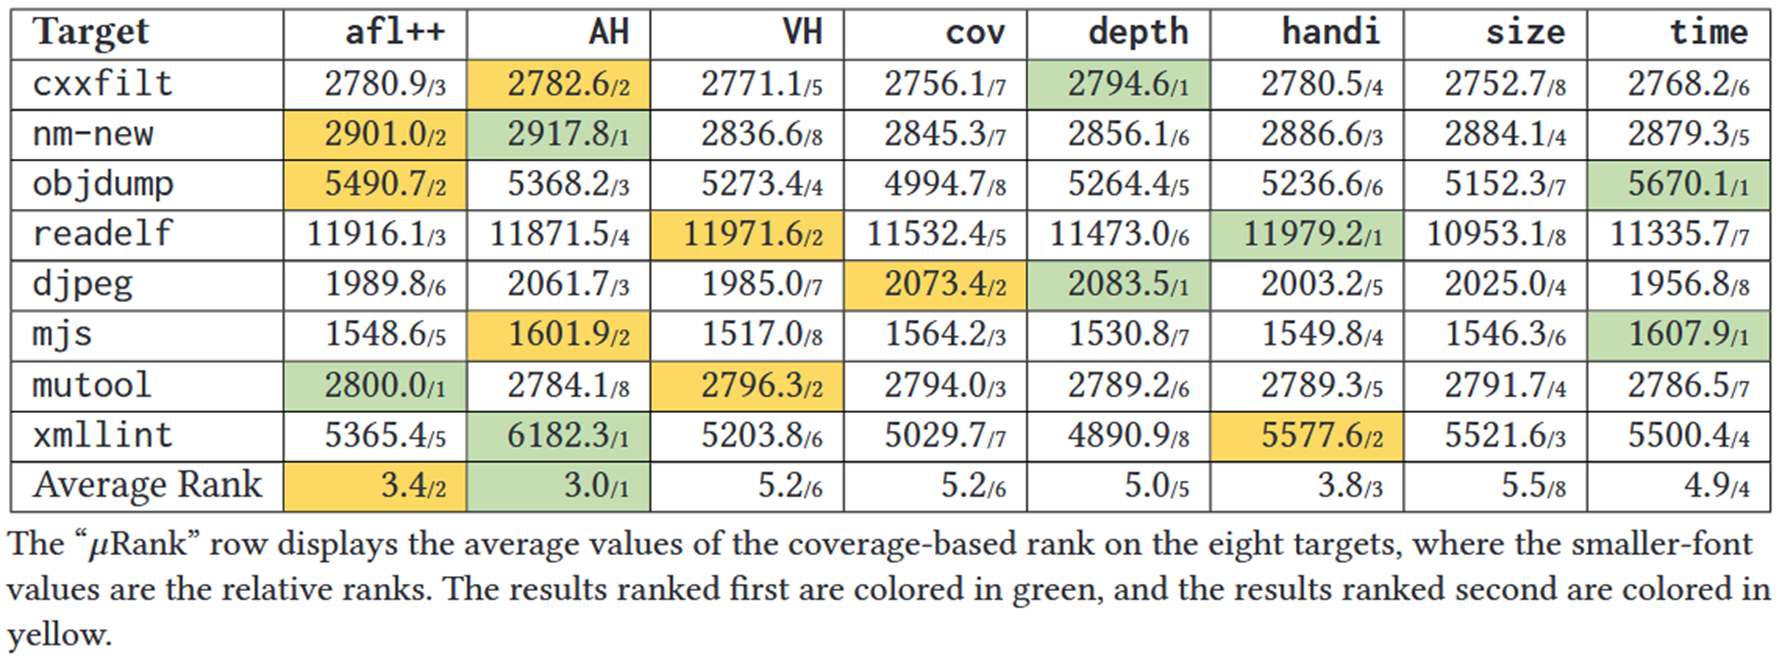 Target afl++ AH VH cov depth handi size time
cxxfilt 2780.9/3 2782.6/2 2771.1/5 2756.1/7 2794.6/1 2780.5/4 2752.7/8 2768.2/6
nm-new 2901.0/2 2917.8/1 2836.6/8 2845.3/7 2856.1/6 2886.6/3 2884.1/4 2879.3/5
objdump 5490.7/2 5368.2/3 5273.4/4 4994.7/8 5264.4/5 5236.6/6 5152.3/7 5670.1/1
readelf 11916.1/3 11871.5/4 11971.6/2 11532.4/5 11473.0/6 11979.2/1 10953.1/8 11335.7/7
djpeg 1989.8/6 2061.7/3 1985.0/7 2073.4/2 2083.5/1 2003.2/5 2025.0/4 1956.8/8
mjs 1548.6/5 1601.9/2 1517.0/8 1564.2/3 1530.8/7 1549.8/4 1546.3/6 1607.9/1
mutool 2800.0/1 2784.1/8 2796.3/2 2794.0/3 2789.2/6 2789.3/5 2791.7/4 2786.5/7
xmllint 5365.4/5 6182.3/1 5203.8/6 5029.7/7 4890.9/8 5577.6/2 5521.6/3 5500.4/4
Average Rank 3.4/2 3.0/1 5.2/6 5.2/6 5.0/5 3.8/3 5.5/8 4.9/4
The “μRank” row displays the average values of the coverage-based rank on the eight targets, where the smaller-font
values are the relative ranks. The results ranked first are colored in green, and the results ranked second are colored in
yellow.